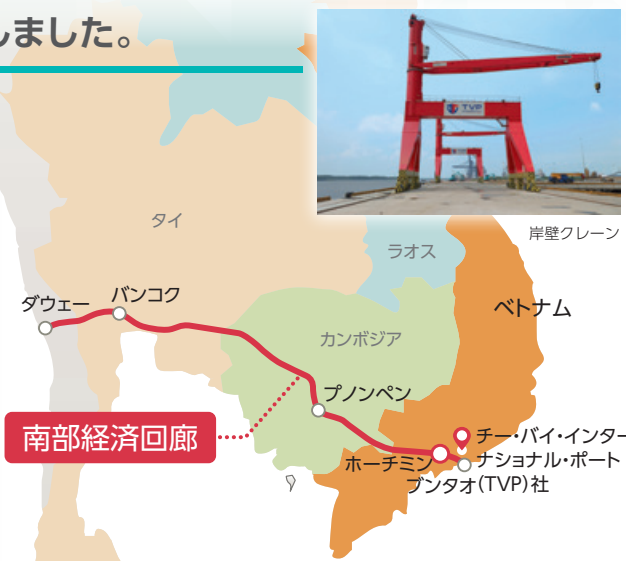 しました。
TVP
岸壁クレーン
タイ
ラオス
ベトナム
ダウェー
バンコク
カンボジア
プノンペン
南部経済回廊
ホーチミン
チー・バイ・インター
ナショナル・ポート
(TVP)社
ブンタオ